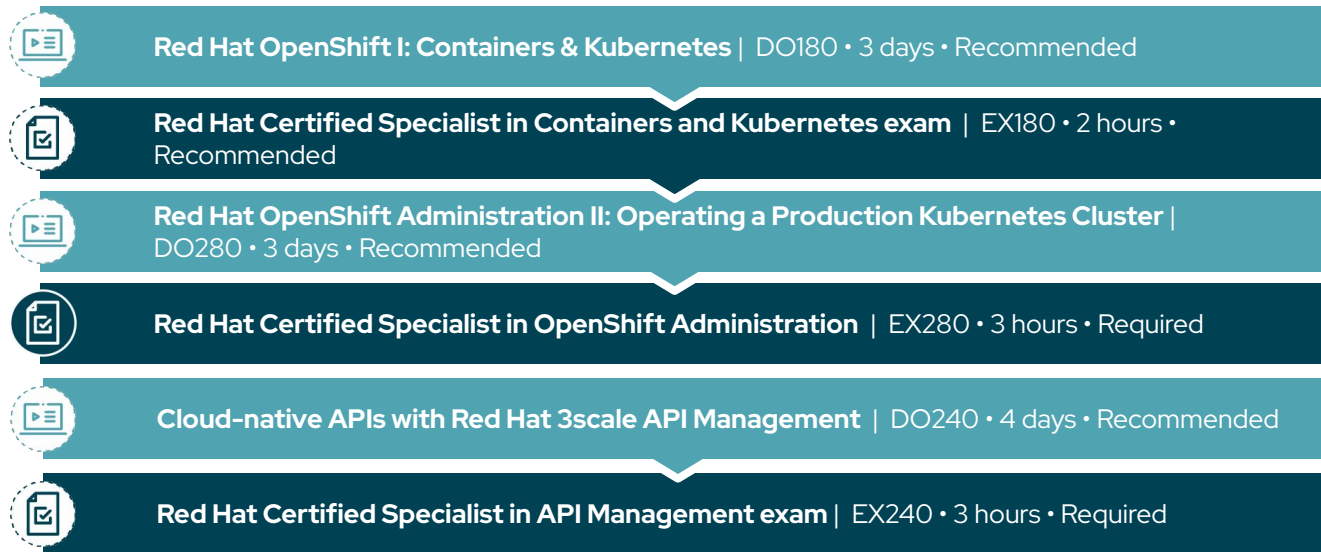 Red Hat OpenShift I: Containers & Kubernetes | DO180 • 3 days • Recommended
Red Hat Certified Specialist in Containers and Kubernetes exam | EX180 • 2 hours •
Recommended
Red Hat OpenShift Administration II: Operating a Production Kubernetes Cluster |
DO280 • 3 days • Recommended
Red Hat Certified Specialist in OpenShift Administration | EX280 • 3 hours • Required
Cloud-native APIs with Red Hat 3scale API Management | DO240 • 4 days • Recommended
Red Hat Certified Specialist in API Management exam | EX240 • 3 hours • Required